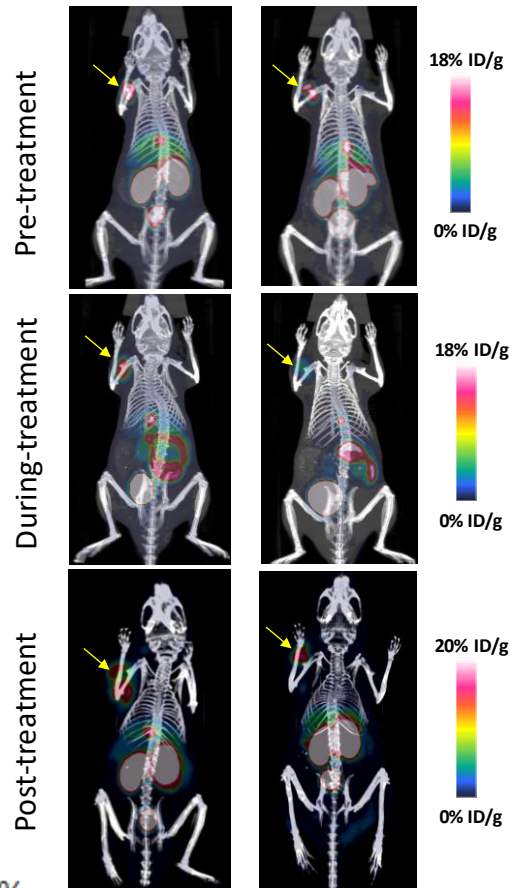 Pre-treatment
18% ID/g
0% ID/g
During-treatment
18% ID/g
0% ID/g
Post-treatment
20% ID/g
0% ID/g